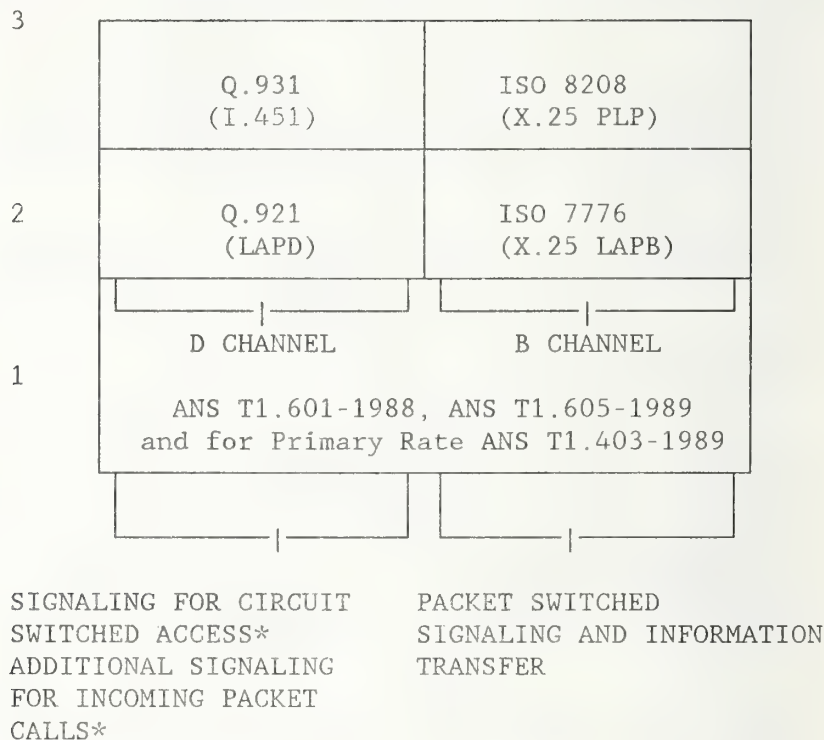 3
Q.931 ISO 8208
(I.451) (X.25 PLP)
2
Q.921 ISO 7776
(LAPD) (X.25 LAPB)
D CHANNEL B CHANNEL
1
ANS T1.601-1988, ANS T1.605-1989
and for Primary Rate ANS T1.403-1989
SIGNALING FOR CIRCUIT
SWITCHED ACCESS*
ADDITIONAL SIGNALING
FOR INCOMING PACKET
CALLS*
PACKET SWITCHED
SIGNALING AND INFORMATION
TRANSFER